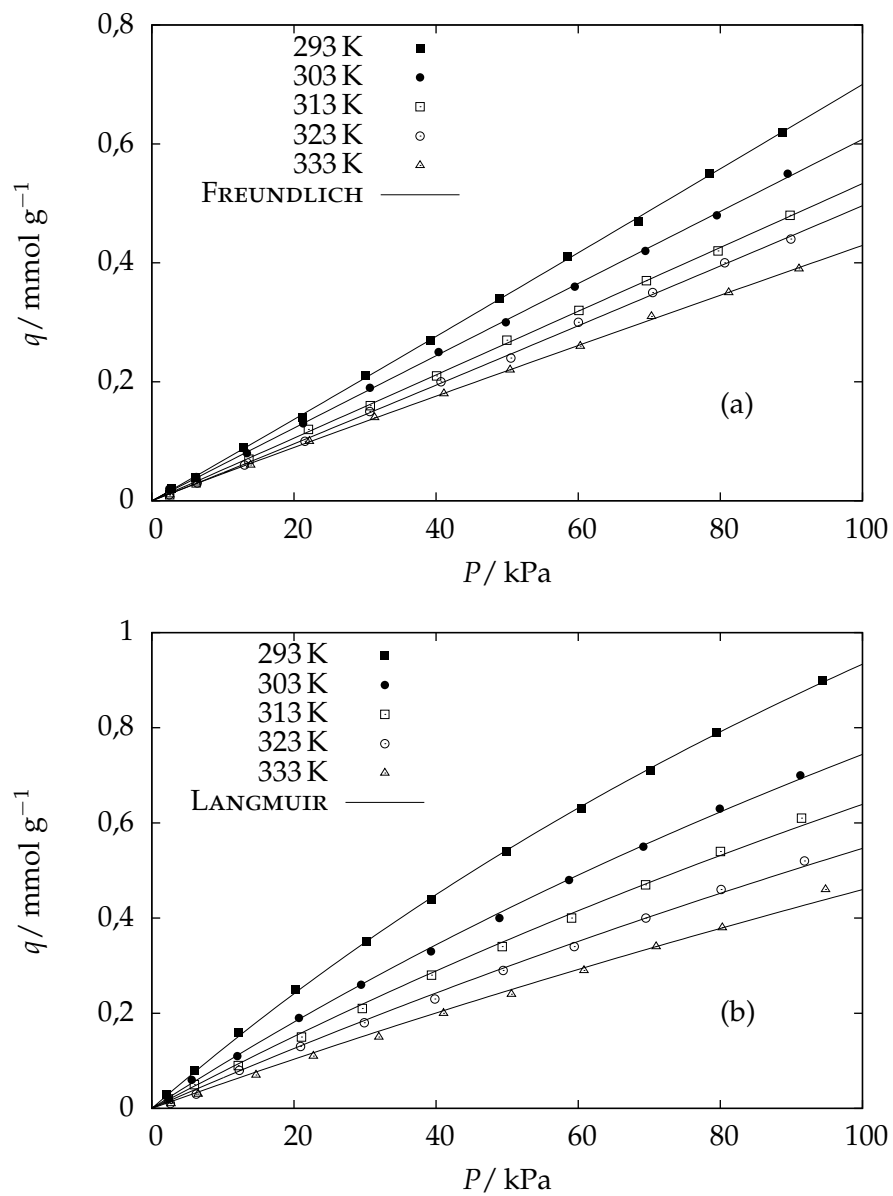 0,8
0,6
0,4
0,2
0
q/ mmol g⁻¹
293 K
303 K
313 K
323 K
333 K
FREUNDLICH
(a)
0 20 40 60 80 100
P/ kPa
1
0,8
0,6
0,4
0,2
0
q/ mmol g⁻¹
293 K
303 K
313 K
323 K
333 K
LANGMUIR
(b)
0 20 40 60 80 100
P/ kPa